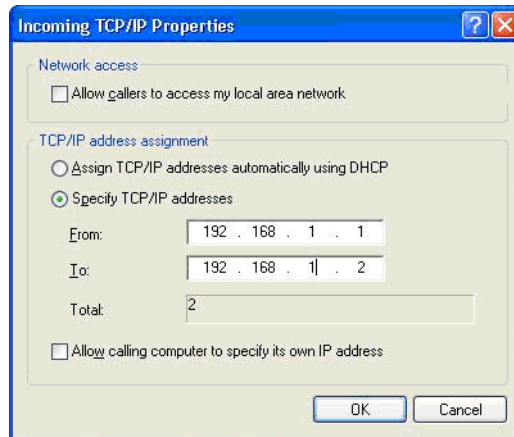 Incoming TCP/IP Properties
Network access
Allow callers to access my local area network
TCP/IP address assignment
Assign TCP/IP addresses automatically using DHCP
Specify TCP/IP addresses
From: 192 . 168 . 1 . 1
To: 192 . 168 . 1 . 2
Total: 2
Allow calling computer to specify its own IP address
OK Cancel